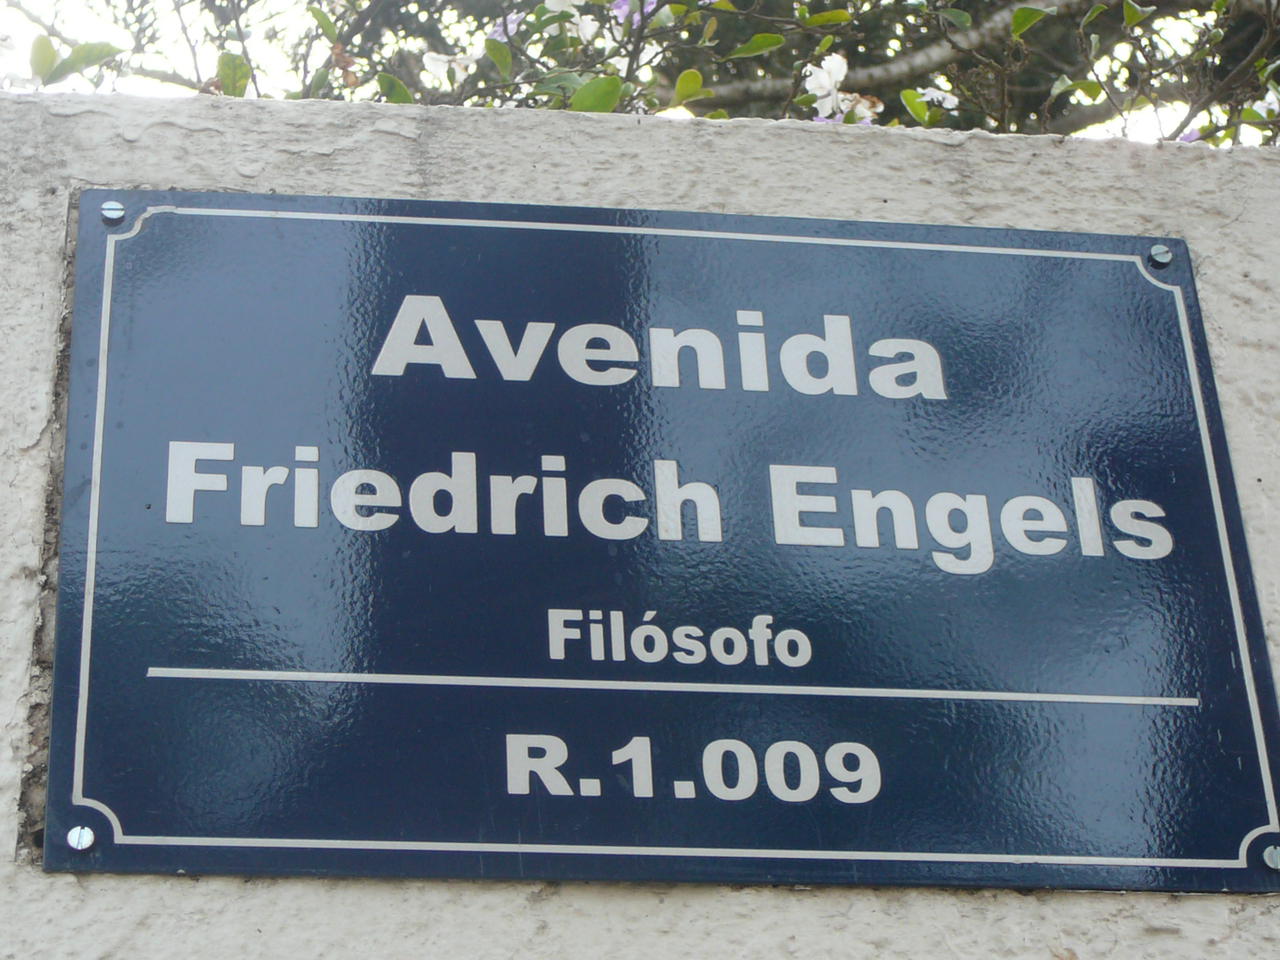 Avenida
Friedrich Engels
Filósofo
R.1.009